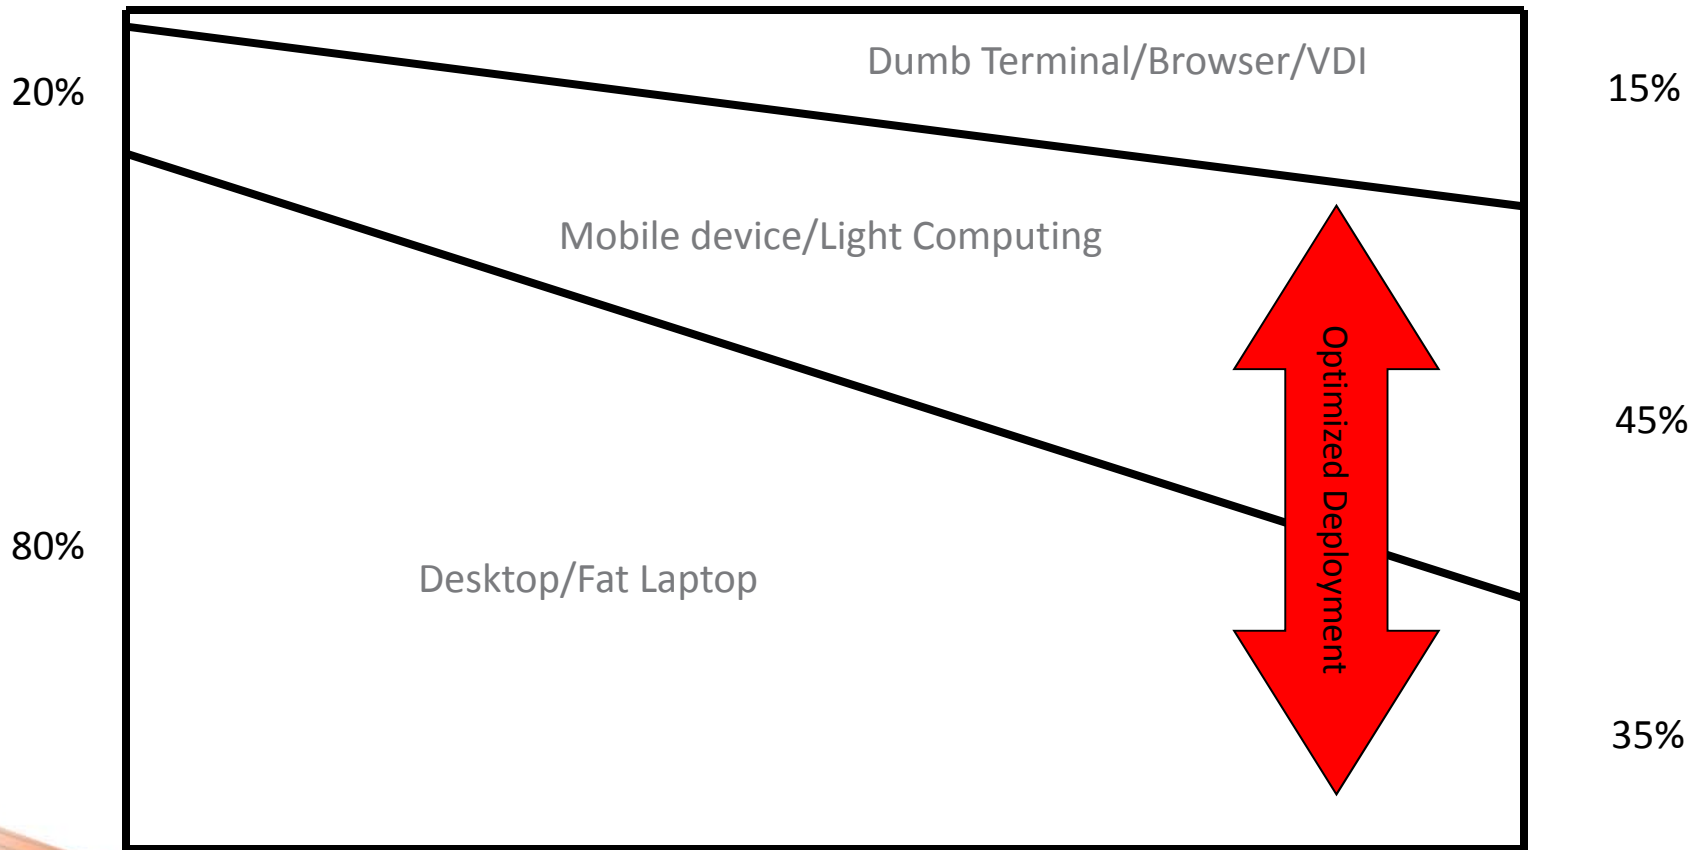 Dumb Terminal/Browser/VDI
20%
15%
Mobile device/Light Computing
Optimized Deployment
45%
80%
Desktop/Fat Laptop
35%